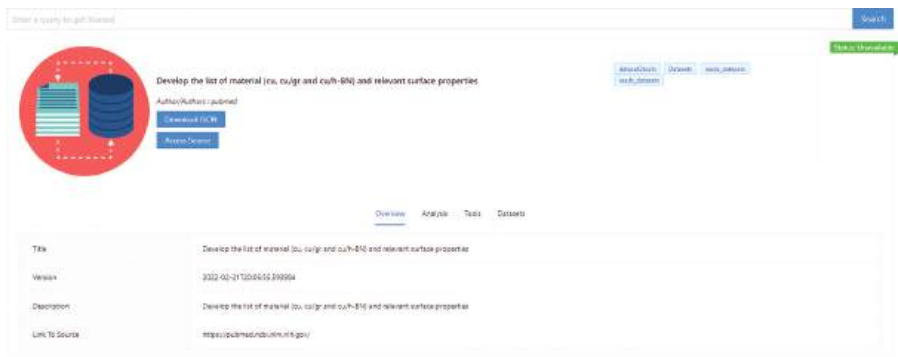 Enter a query to get started
Search
Status: Unavailable
Develop the list of material (cu, cu/gr and cu/h-BN) and relevant surface properties
Author/Authors : pubmed
Download JSON
Access Source
Datasets
Overview
Analysis
Tools
Datasets
Title
Develop the list of material (cu, cu/gr and cu/h-BN) and relevant surface properties
Version
Description
Develop the list of material (cu, cu/gr and cu/h-BN) and relevant surface properties
Link To Source
https://pubmed.ncbi.nlm.nih.gov/